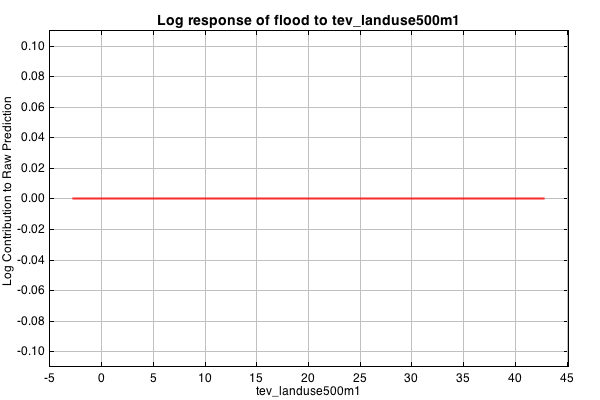 Log response of flood to tev_landuse500m1
Log Contribution to Raw Prediction
0.10
0.08
0.06
0.04
0.02
0.00
-0.02
-0.04
-0.06
-0.08
-0.10
-5 0 5 10 15 20 25 30 35 40 45
tev_landuse500m1